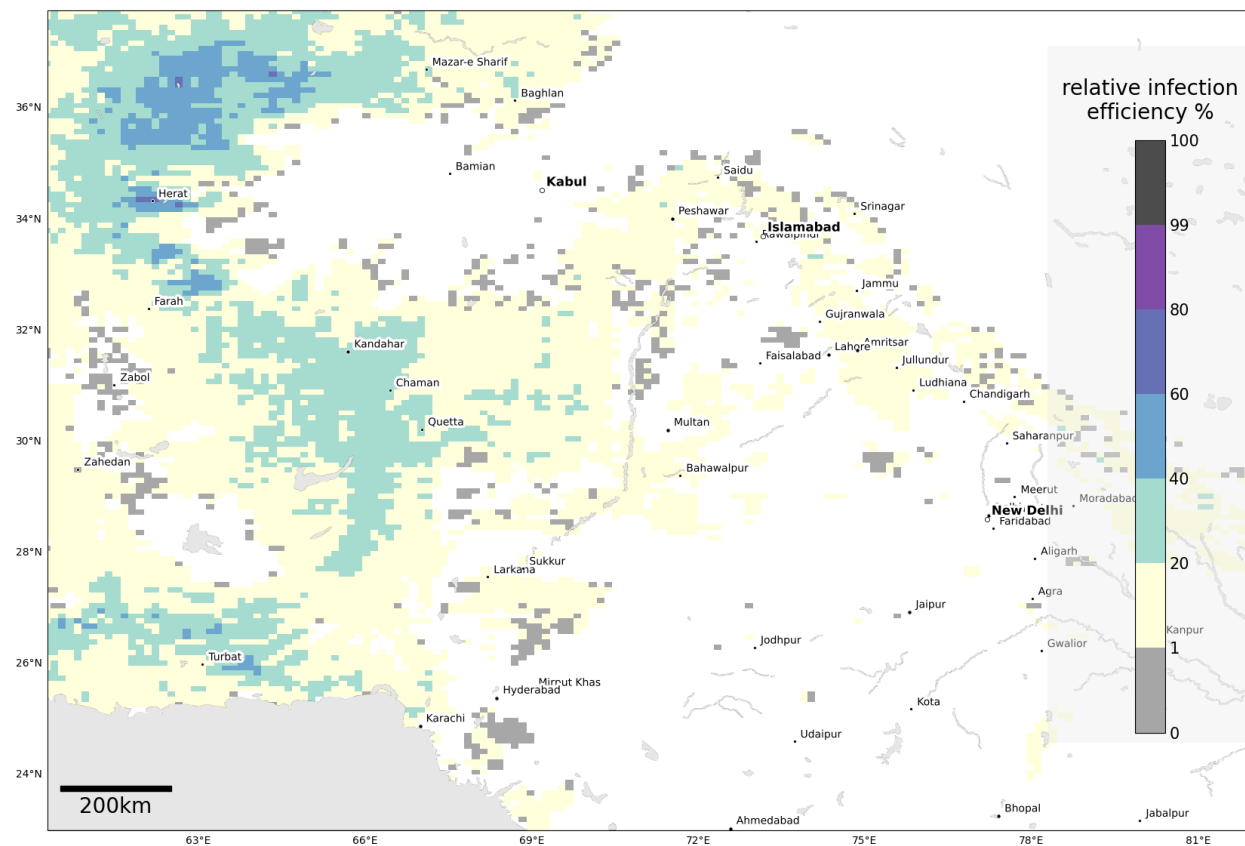 relative infection
efficiency %
100
99
80
60
40
20
1
0
36°N
34°N
32°N
30°N
28°N
26°N
24°N
63°E
66°E
69°E
72°E
75°E
78°E
81°E
200km
Mazar-e Sharif
Baghlan
Bamian
Kabul
Herat
Saidu
Peshawar
Srinagar
Islamabad
Rawalpindi
Jammu
Farah
Gujranwala
Kandahar
Lahore
Amritsar
Faisalabad
Jullundur
Zabol
Chaman
Ludhiana
Chandigarh
Quetta
Multan
Saharanpur
Zahedan
Bahawalpur
Meerut
Moradabad
New Delhi
Faridabad
Sukkur
Larkana
Aligarh
Agra
Jaipur
Kanpur
Jodhpur
Gwalior
Turbat
Mirput Khas
Hyderabad
Kota
Karachi
Udaipur
Bhopal
Jabalpur
Ahmedabad